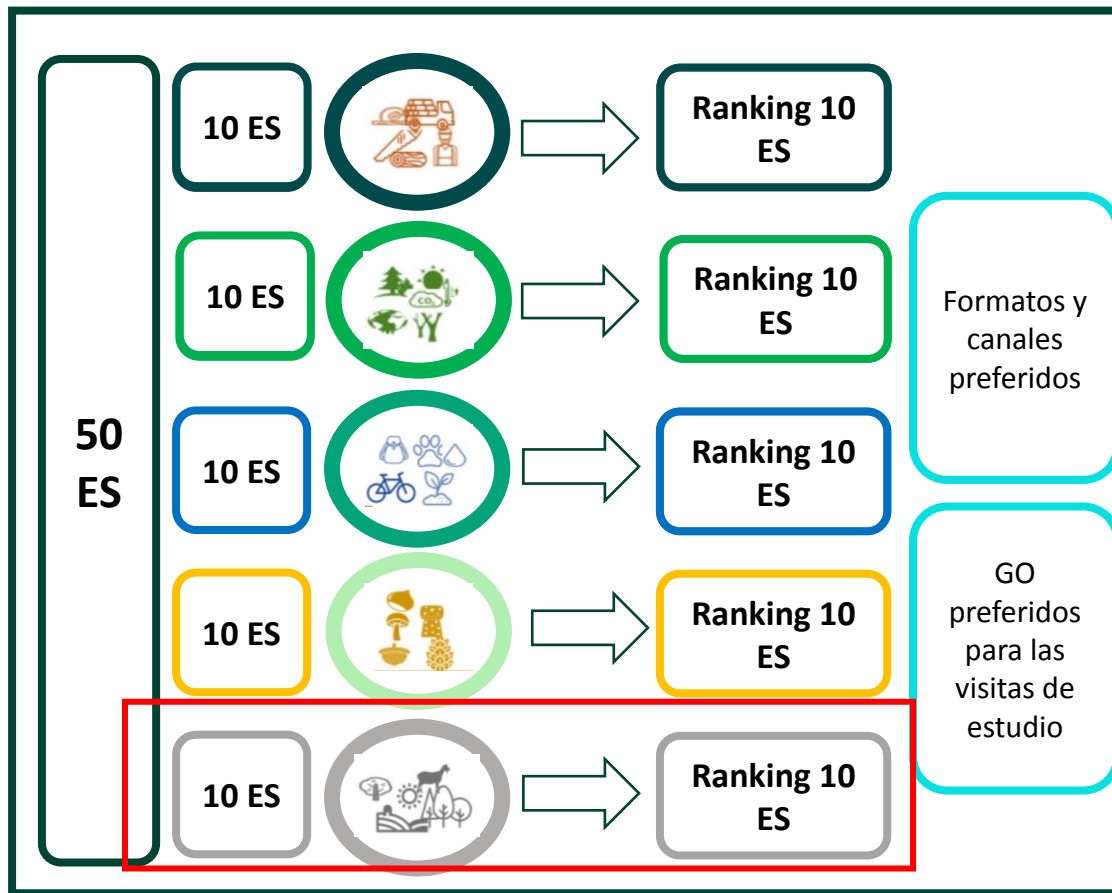 50
ES
10 ES
Ranking 10
ES
10 ES
CO₂
Ranking 10
ES
10 ES
Ranking 10
ES
10 ES
Ranking 10
ES
10 ES
Ranking 10
ES
Formatos y
canales
preferidos
GO
preferidos
para las
visitas de
estudio